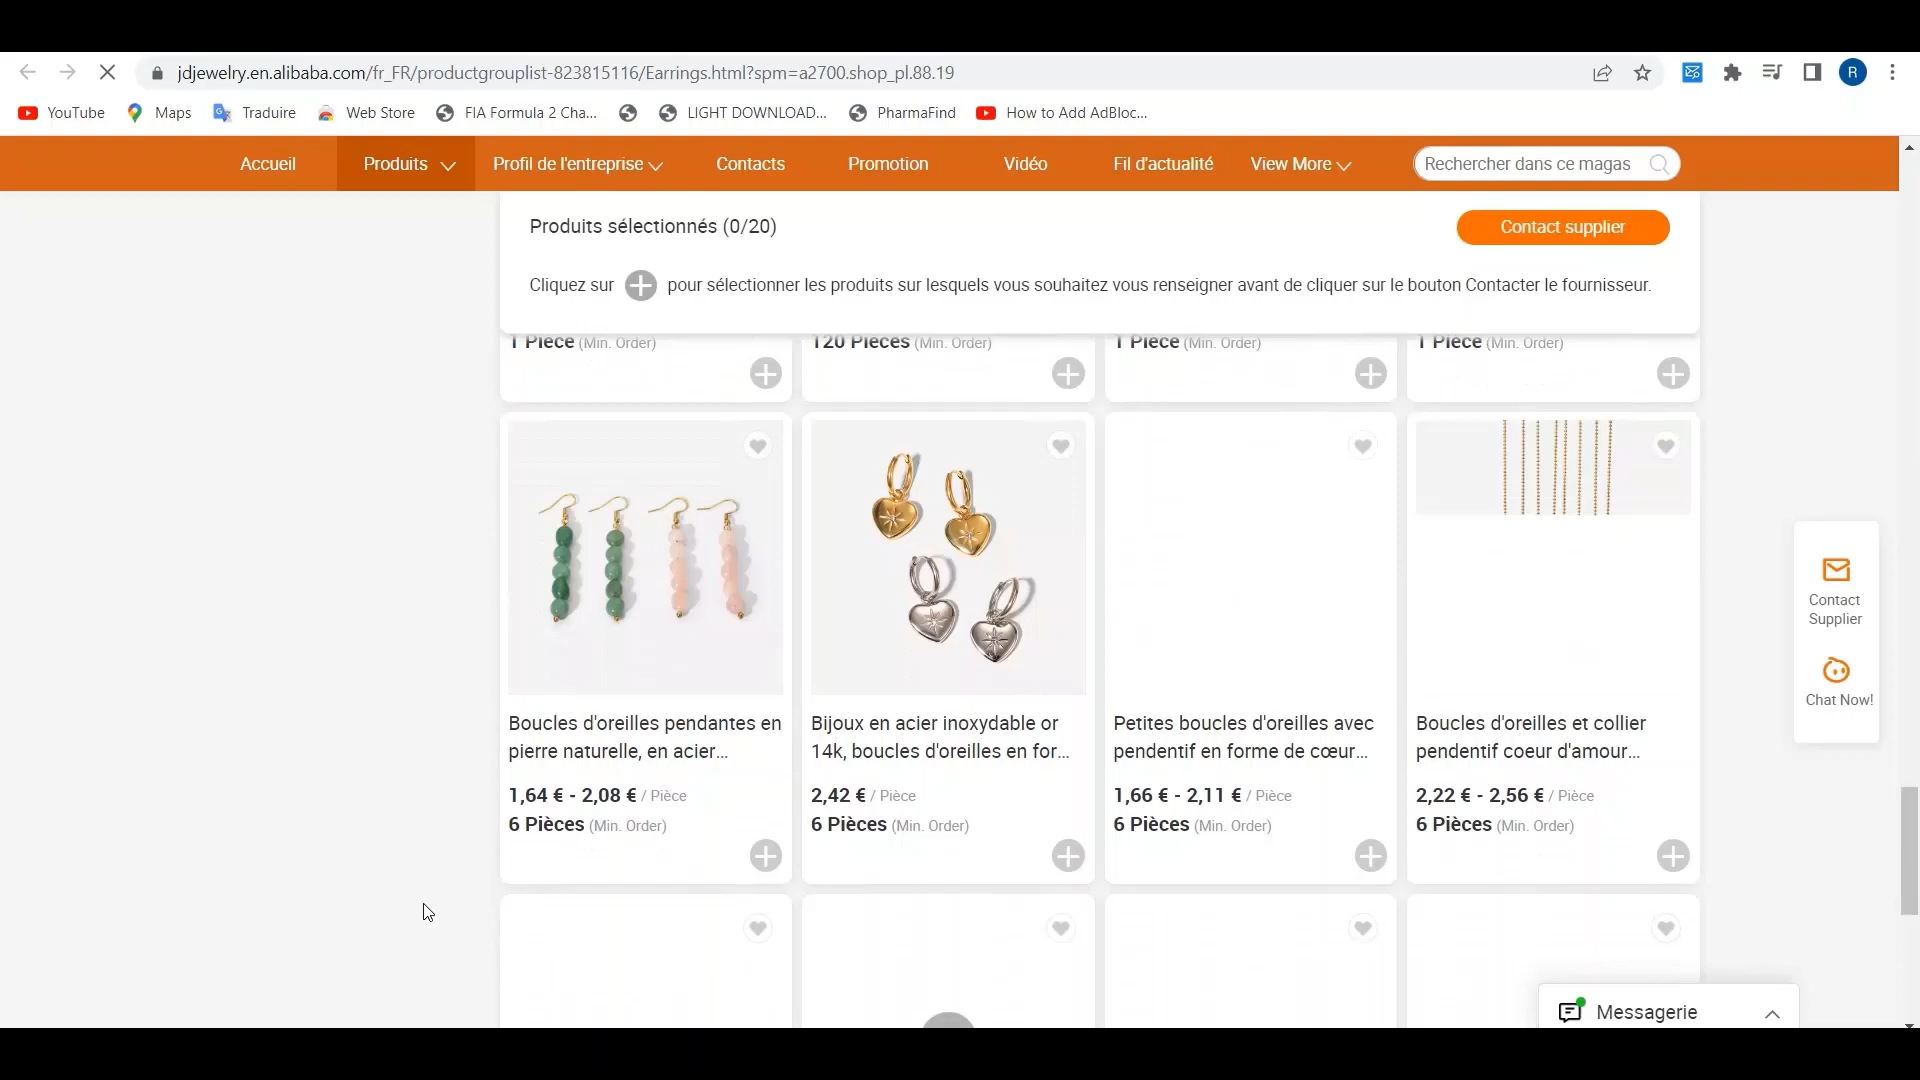 jdjewelry.en.alibaba.com/fr_FR/productgrouplist-823815116/Earrings.html?spm=a2700.shop_pl.88.19
R
YouTube Maps Traduire Web Store FIA Formula 2 Cha... LIGHT DOWNLOAD... PharmaFind How to Add AdBloc...
Accueil Produits Profil de l'entreprise Contacts Promotion Vidéo Fil d'actualité View More Rechercher dans ce magas
Produits sélectionnés (0/20) Contact supplier
Cliquez sur pour sélectionner les produits sur lesquels vous souhaitez vous renseigner avant de cliquer sur le bouton Contacter le fournisseur.
1 Pièce (Min. Order) 120 Pièces (Min. Order) 1 Pièce (Min. Order) 1 Pièce (Min. Order)
Boucles d'oreilles pendantes en
pierre naturelle, en acier...
1,64 € - 2,08 € / Pièce
6 Pièces (Min. Order)
Bijoux en acier inoxydable or
14k, boucles d'oreilles en for...
2,42 € / Pièce
6 Pièces (Min. Order)
Petites boucles d'oreilles avec
pendentif en forme de cœur...
1,66 € - 2,11 € / Pièce
6 Pièces (Min. Order)
Boucles d'oreilles et collier
pendentif coeur d'amour...
2,22 € - 2,56 € / Pièce
6 Pièces (Min. Order)
Contact
Supplier
Chat Now!
Messagerie